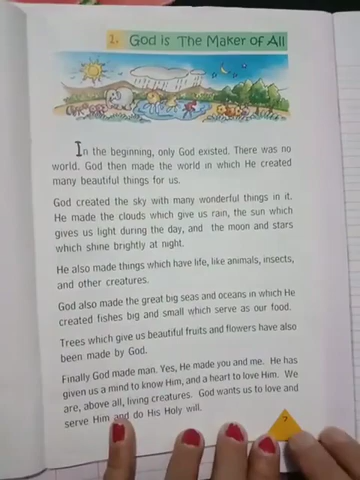 1. God is The Maker of All
In the beginning, only God existed. There was no
world. God then made the world in which He created
many beautiful things for us.
God created the sky with many wonderful things in it.
He made the clouds which give us rain, the sun which
gives us light during the day, and the moon and stars
which shine brightly at night.
He also made things which have life, like animals, insects,
and other creatures.
God also made the great big seas and oceans in which He
created fishes big and small which serve as our food.
Trees which give us beautiful fruits and flowers have also
been made by God.
Finally God made man. Yes, He made you and me. He has
given us a mind to know Him, and a heart to love Him. We
are, above all, living creatures. God wants us to love and
serve Him and do His Holy will.
7